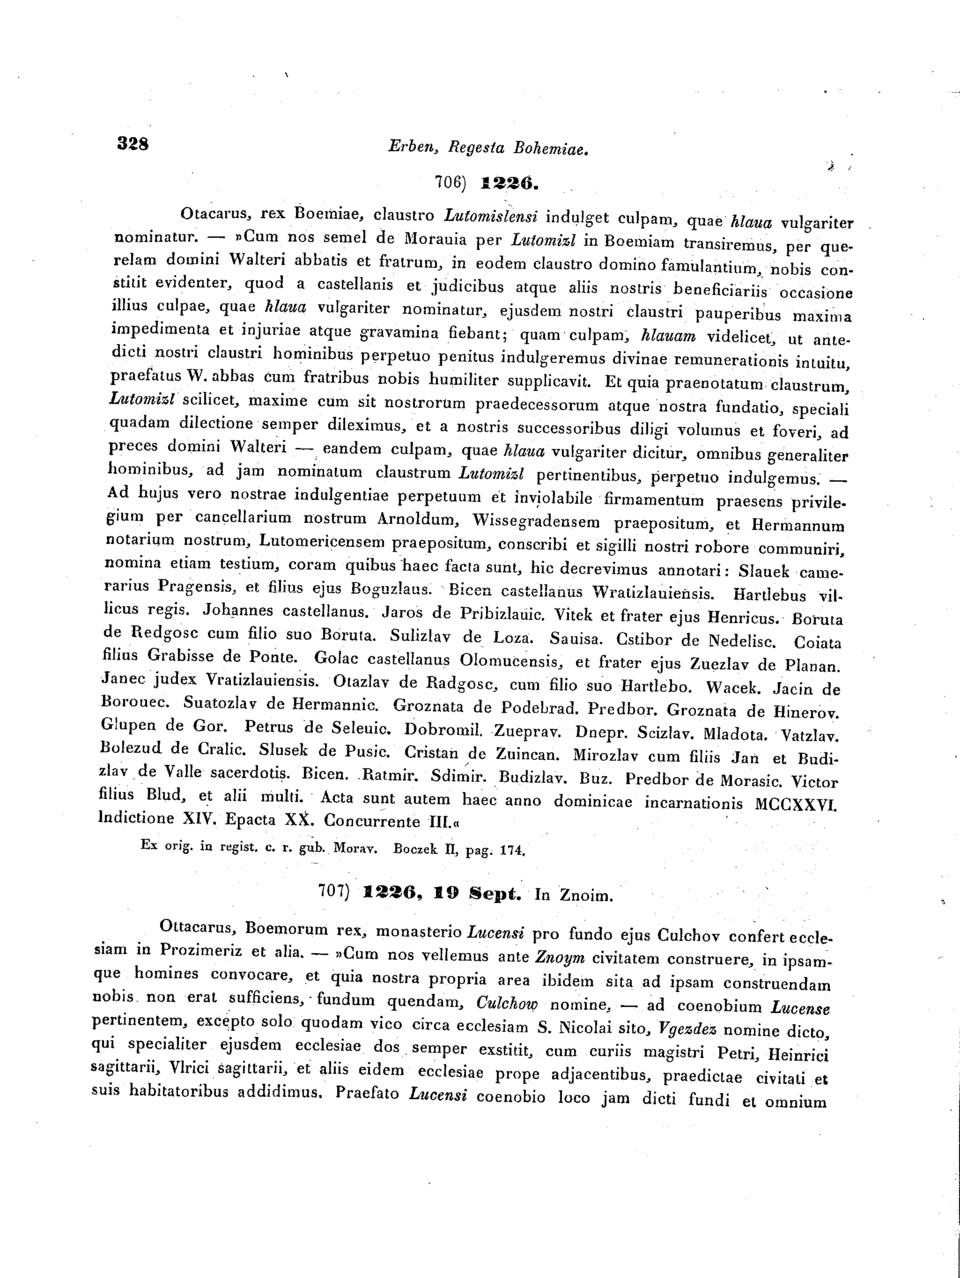 328 Erben, Regesta Bohemiae.
706) 1226.
Otacarus, rex Boemiae, claustro Lutomislensi indulget culpam, quae hlaua vulgariter
nominatur. — »Cum nos semel de Morauia per Lutomizl in Boemiam transiremus, per que-
relam domini Walteri abbatis et fratrum, in eodem claustro domino famulantium, nobis con-
stitit evidenter, quod a castellanis et judicibus atque aliis nostris beneficiariis occasione
illius culpae, quae hlaua vulgariter nominatur, ejusdem nostri claustri pauperibus maxima
impedimenta et injuriae atque gravamina fiebant; quam culpam, hlauam videlicet, ut ante-
dicti nostri claustri hominibus perpetuo penitus indulgeremus divinae remunerationis intuitu,
praefatus W. abbas cum fratribus nobis humiliter supplicavit. Et quia praenotatum claustrum,
Lutomizl scilicet, maxime cum sit nostrorum praedecessorum atque nostra fundatio, speciali
quadam dilectione semper dileximus, et a nostris successoribus diligi volumus et foveri, ad
preces domini Walteri — eandem culpam, quae hlaua vulgariter dicitur, omnibus generaliter
hominibus, ad jam nominatum claustrum Lutomizl pertinentibus, perpetuo indulgemus. —
Ad hujus vero nostrae indulgentiae perpetuum et inviolabile firmamentum praesens privile-
gium per cancellarium nostrum Arnoldum, Wissegradensem praepositum, et Hermannum
notarium nostrum, Lutomericensem praepositum, conscribi et sigilli nostri robore communiri,
nomina etiam testium, coram quibus haec facta sunt, hic decrevimus annotari: Slauek came-
rarius Pragensis, et filius ejus Boguzlaus. Bicen castellanus Wratizlauiensis. Hartlebus vil-
licus regis. Johannes castellanus. Jaros de Pribizlauic. Vitek et frater ejus Henricus. Boruta
de Redgosc cum filio suo Boruta. Sulizlav de Loza. Sauisa. Cstibor de Nedelisc. Coiata
filius Grabisse de Ponte. Golac castellanus Olomucensis, et frater ejus Zuezlav de Planan.
Janec judex Vratizlauiensis. Otazlav de Radgosc, cum filio suo Hartlebo. Wacek. Jacin de
Borouec. Suatozlav de Hermannic. Groznata de Podebrad. Predbor. Groznata de Hinerov.
Glupen de Gor. Petrus de Seleuic. Dobromil. Zueprav. Dnepr. Scizlav. Mladota. Vatzlav.
Bolezud de Cralic. Slusek de Pusic. Cristan de Zuincan. Mirozlav cum filiis Jan et Budi-
zlav de Valle sacerdotis. Bicen. Ratmir. Sdimir. Budizlav. Buz. Predbor de Morasic. Victor
filius Blud, et alii multi. Acta sunt autem haec anno dominicae incarnationis MCCXXVI.
Indictione XIV. Epacta XX. Concurrente III.«
Ex orig. in regist. c. r. gub. Morav. Boczek II, pag. 174.
707) 1226, 19 Sept. In Znoim.
Ottacarus, Boemorum rex, monasterio Lucensi pro fundo ejus Culchov confert eccle-
siam in Prozimeriz et alia. — »Cum nos vellemus ante Znoym civitatem construere, in ipsam-
que homines convocare, et quia nostra propria area ibidem sita ad ipsam construendam
nobis non erat sufficiens, fundum quendam, Culchow nomine, — ad coenobium Lucense
pertinentem, excepto solo quodam vico circa ecclesiam S. Nicolai sito, Vgezdez nomine dicto,
qui specialiter ejusdem ecclesiae dos semper exstitit, cum curiis magistri Petri, Heinrici
sagittarii, Vlrici sagittarii, et aliis eidem ecclesiae prope adjacentibus, praedictae civitati et
suis habitatoribus addidimus. Praefato Lucensi coenobio loco jam dicti fundi et omnium